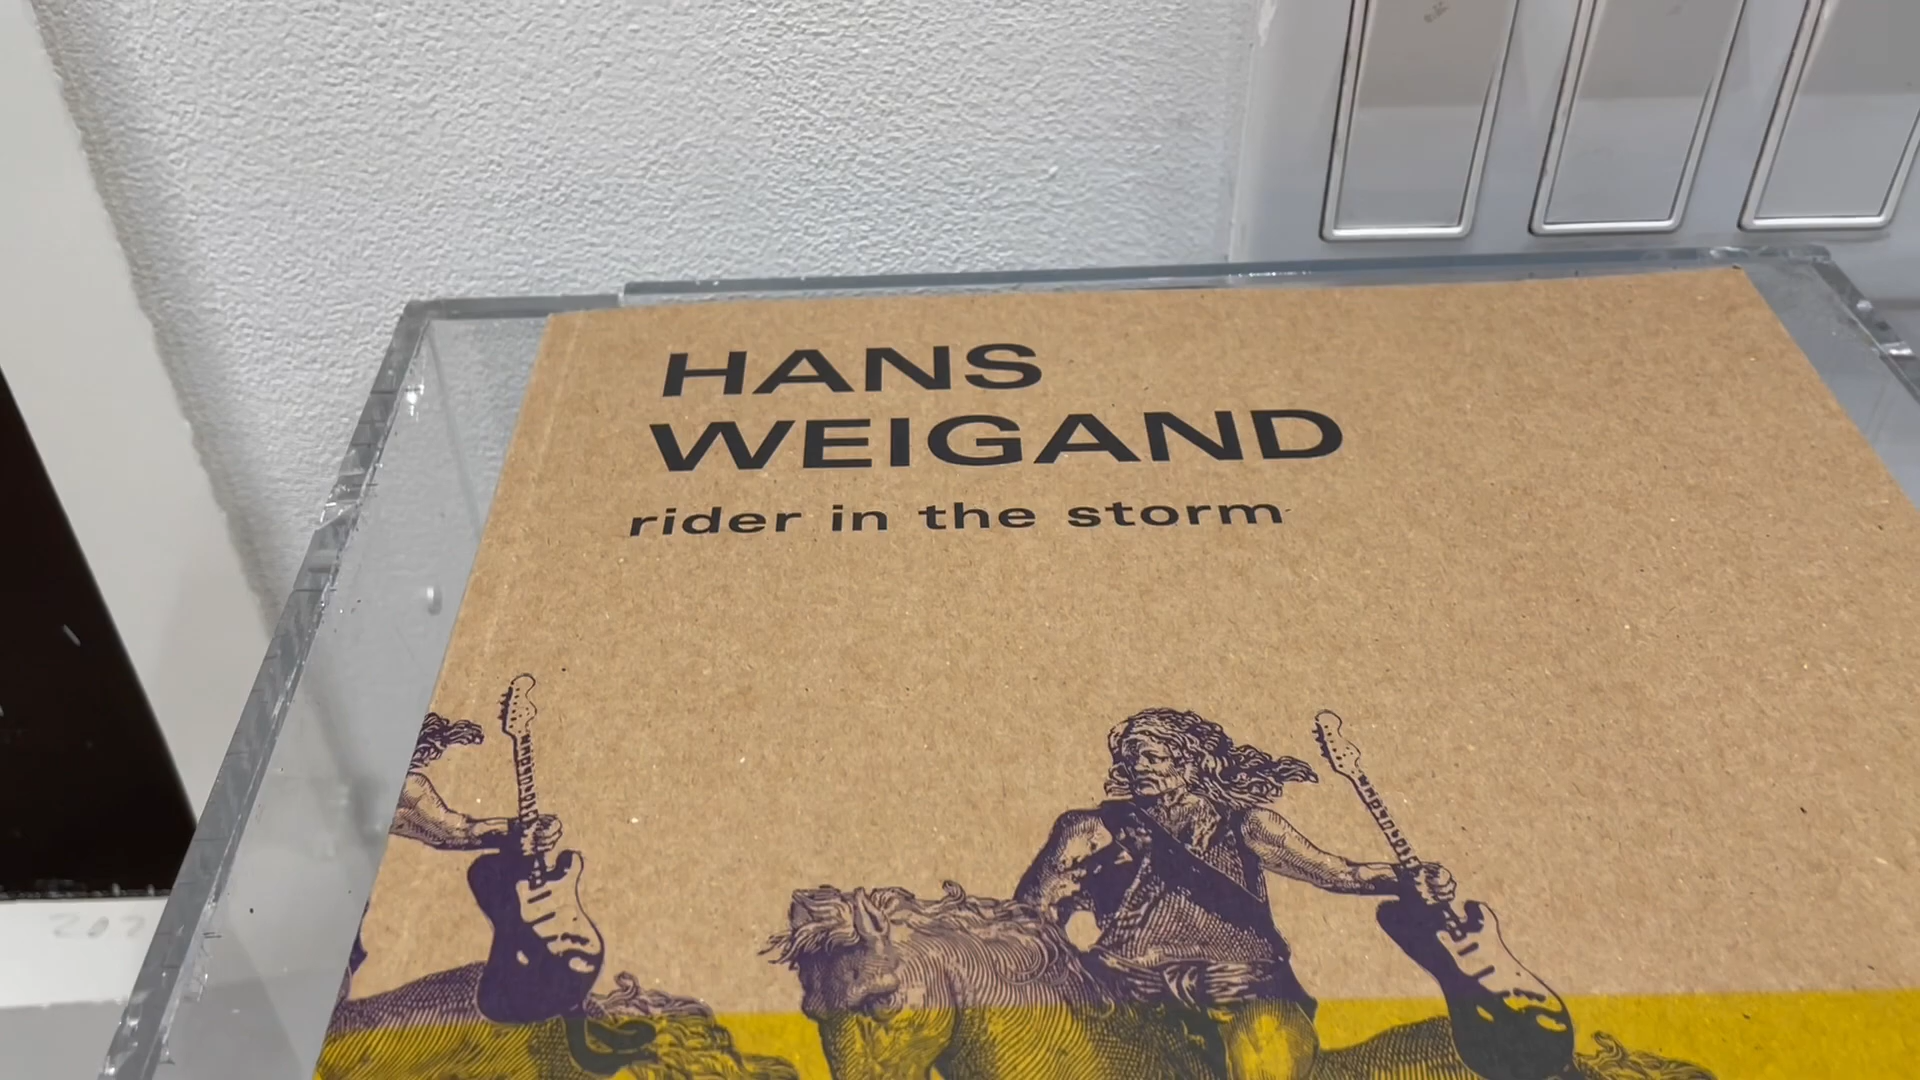 HANS
WEIGAND
rider in the storm